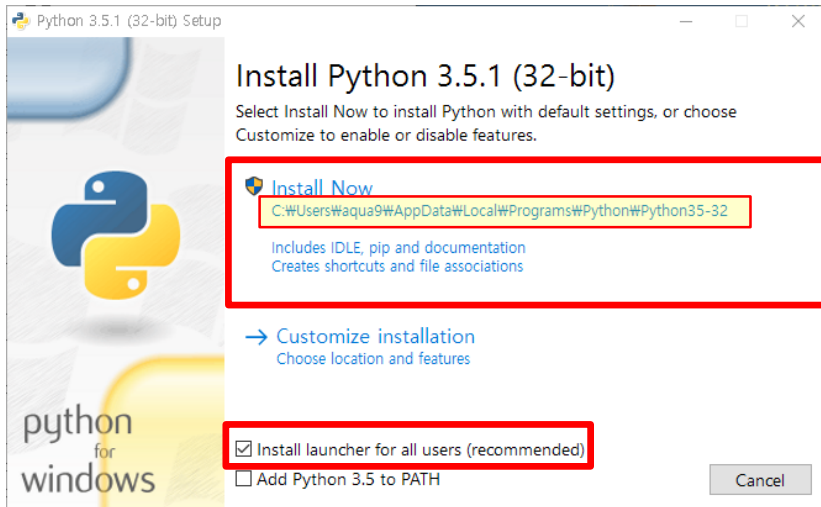 Python 3.5.1 (32-bit) Setup
Install Python 3.5.1 (32-bit)
Select Install Now to install Python with default settings, or choose
Customize to enable or disable features.
Install Now
C:₩Users₩aqua9₩AppData₩Local₩Programs₩Python₩Python35-32
Includes IDLE, pip and documentation
Creates shortcuts and file associations
Customize installation
Choose location and features
python
for
windows
Install launcher for all users (recommended)
Add Python 3.5 to PATH
Cancel